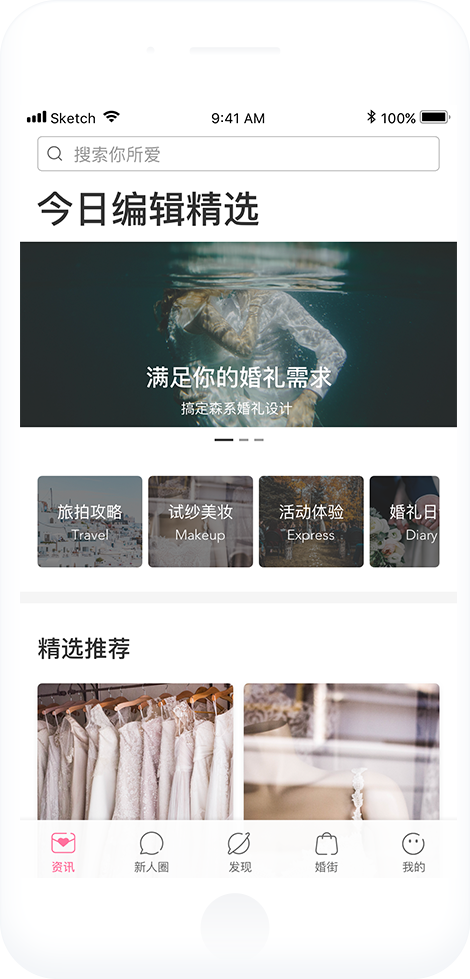 Sketch 9:41 AM 100%
搜索你所爱
今日编辑精选
满足你的婚礼需求
搞定森系婚礼设计
旅拍攻略 试纱美妆 活动体验 婚礼日
Travel Makeup Express Diary
精选推荐
资讯 新人圈 发现 婚街 我的